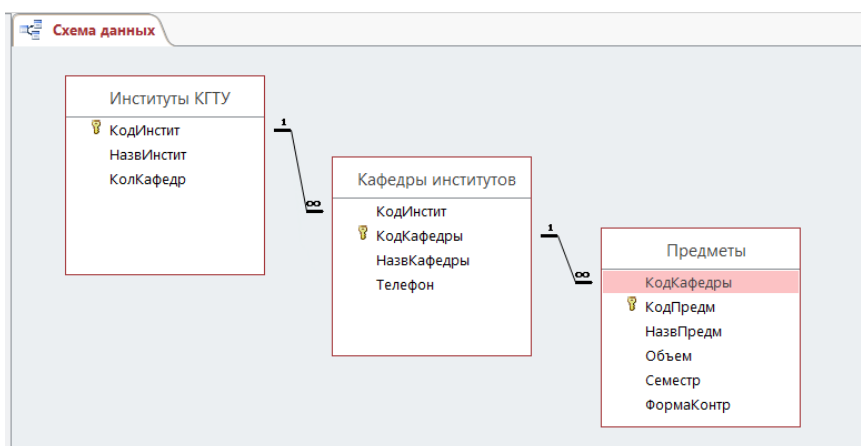 Схема данных
Институты КГТУ
КодИнстит
НазвИнстит
КолКафедр
1
∞
Кафедры институтов
КодИнстит
КодКафедры
НазвКафедры
Телефон
1
∞
Предметы
КодКафедры
КодПредм
НазвПредм
Объем
Семестр
ФормаКонтр